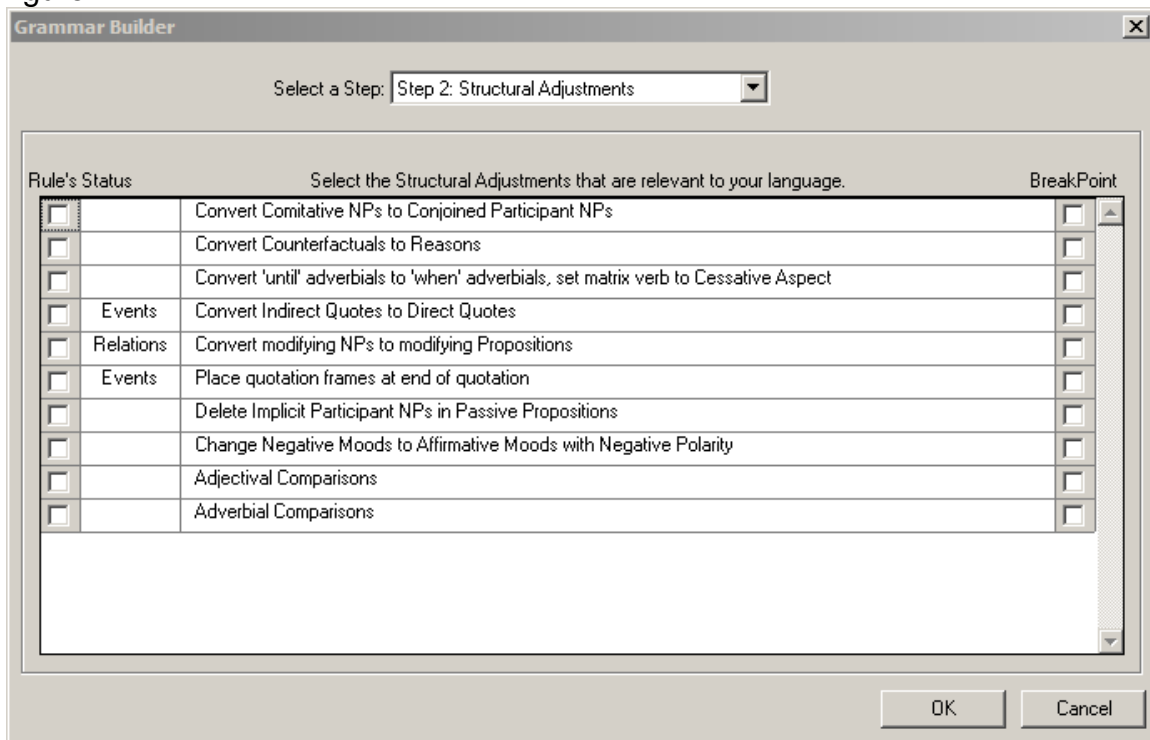 Grammar Builder
Select a Step: Step 2: Structural Adjustments
Rule's Status Select the Structural Adjustments that are relevant to your language. BreakPoint
Convert Comitative NPs to Conjoined Participant NPs
Convert Counterfactuals to Reasons
Convert 'until' adverbials to 'when' adverbials, set matrix verb to Cessative Aspect
Events Convert Indirect Quotes to Direct Quotes
Relations Convert modifying NPs to modifying Propositions
Events Place quotation frames at end of quotation
Delete Implicit Participant NPs in Passive Propositions
Change Negative Moods to Affirmative Moods with Negative Polarity
Adjectival Comparisons
Adverbial Comparisons
OK Cancel